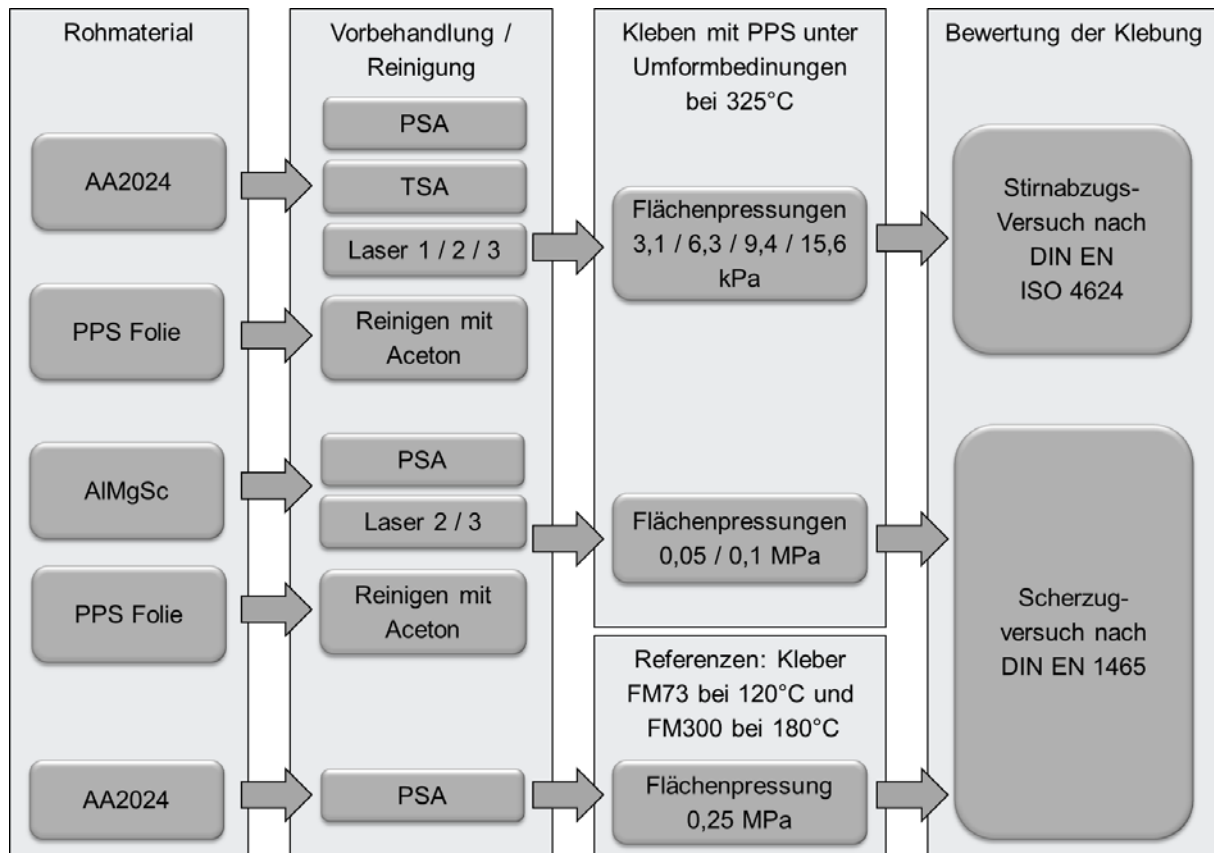 Rohmaterial
AA2024
PPS Folie
AlMgSc
PPS Folie
AA2024
Vorbehandlung /
Reinigung
PSA
TSA
Laser 1 / 2 / 3
Reinigen mit
Aceton
PSA
Laser 2 / 3
Reinigen mit
Aceton
PSA
Kleben mit PPS unter
Umformbedinungen
bei 325°C
Flächenpressungen
3,1 / 6,3 / 9,4 / 15,6
kPa
Flächenpressungen
0,05 / 0,1 MPa
Referenzen: Kleber
FM73 bei 120°C und
FM300 bei 180°C
Flächenpressung
0,25 MPa
Bewertung der Klebung
Stirnabzugs-
Versuch nach
DIN EN
ISO 4624
Scherzug-
versuch nach
DIN EN 1465